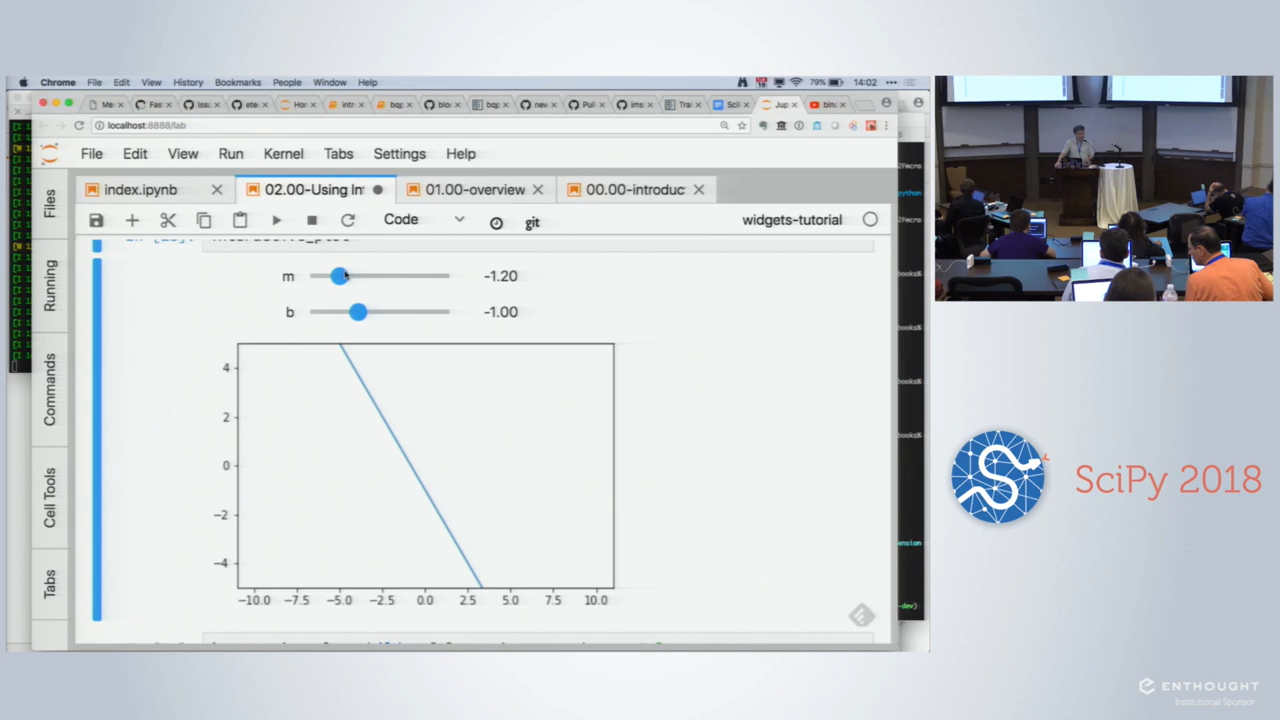 Chrome File Edit View History Bookmarks People Window Help 79% 14:02
localhost:8888/lab
File Edit View Run Kernel Tabs Settings Help
index.ipynb 02.00-Using Int 01.00-overview 00.00-introduc
Code git widgets-tutorial
Files
Running
Commands
Cell Tools
Tabs
m -1.20
b -1.00
4
2
0
−2
−4
−10.0 −7.5 −5.0 −2.5 0.0 2.5 5.0 7.5 10.0
S
SciPy 2018
ENTHOUGHT
Institutional Sponsor